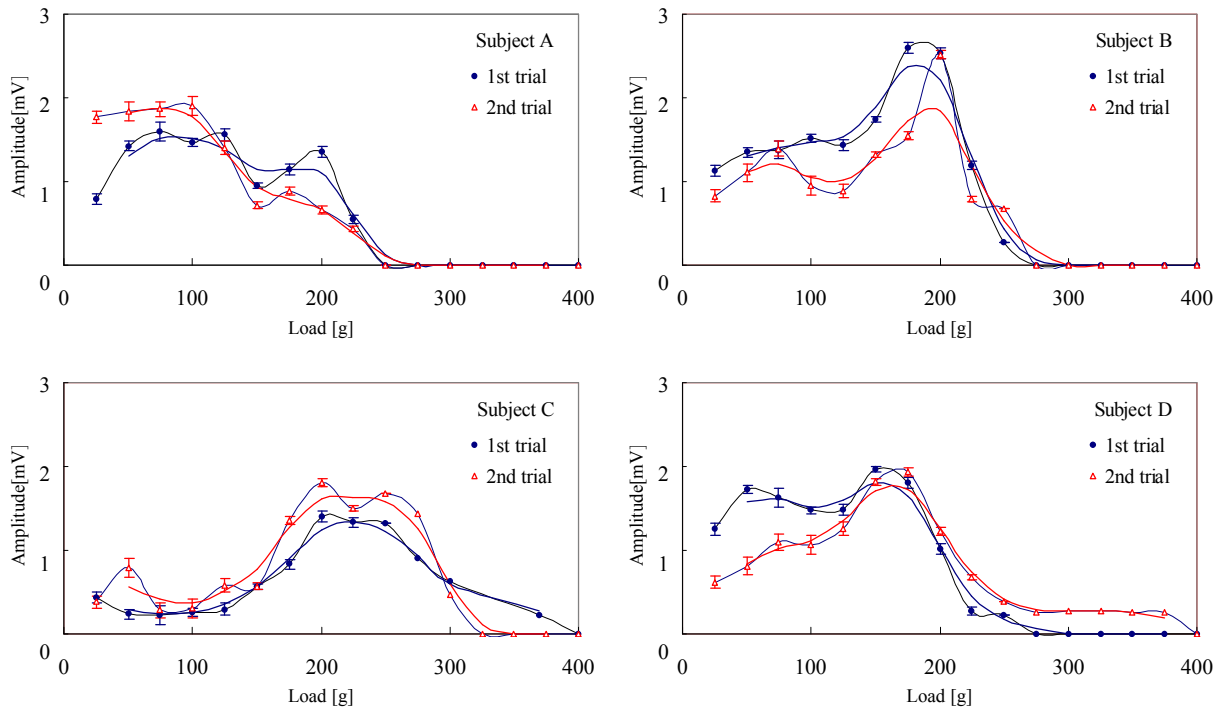 3
Subject A
1st trial
2nd trial
2
1
0
Amplitude[mV]
0 100 200 300 400
Load [g]
3
Subject B
1st trial
2nd trial
2
1
0
Amplitude[mV]
0 100 200 300 400
Load [g]
3
Subject C
1st trial
2nd trial
2
1
0
Amplitude[mV]
0 100 200 300 400
Load [g]
3
Subject D
1st trial
2nd trial
2
1
0
Amplitude[mV]
0 100 200 300 400
Load [g]